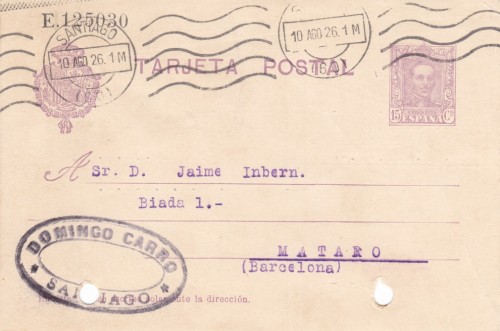 E.125030
SANTIAGO
10 AGO 26. 1 M
10 AGO 26. 1 M
TARJETA POSTAL
15 Cs
ESPAÑA
A Sr. D. Jaime Inbern.
Biada 1.-
MATARO
(Barcelona)
DOMINGO CARRO
SANTIAGO
la dirección.